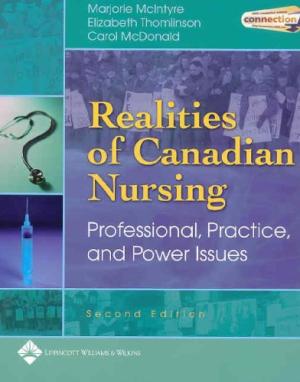 Marjorie McIntyre
Elizabeth Thomlinson
Carol McDonald
connection
Realities
of Canadian
Nursing
Professional, Practice,
and Power Issues
Second Edition
LIPPINCOTT WILLIAMS & WILKINS